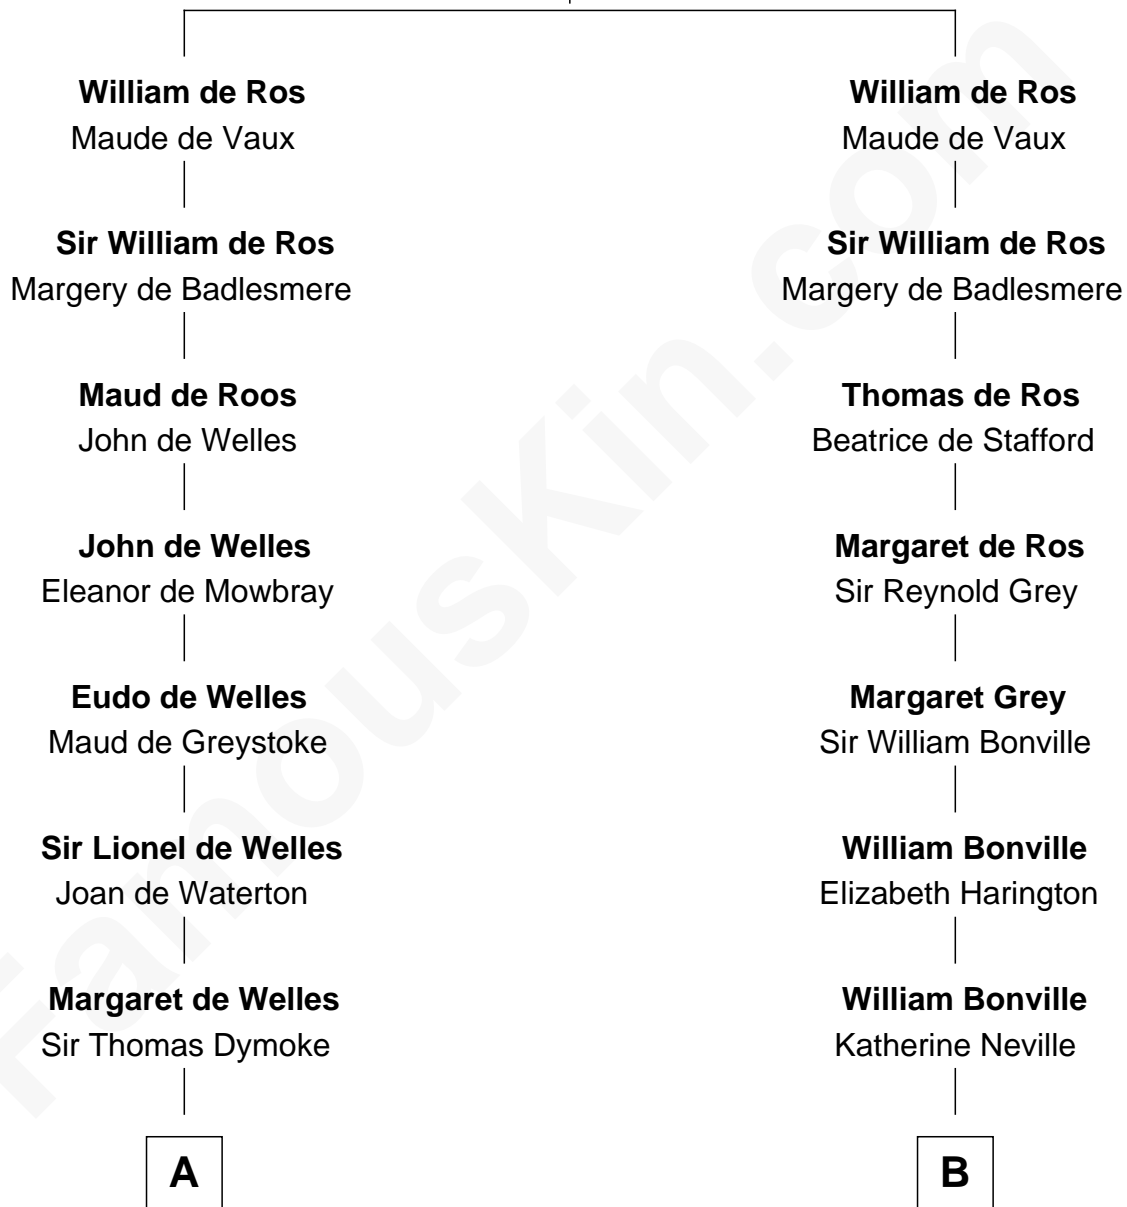 William de Ros
Maude de Vaux
Sir William de Ros
Margery de Badlesmere
Maud de Roos
John de Welles
John de Welles
Eleanor de Mowbray
Eudo de Welles
Maud de Greystoke
Sir Lionel de Welles
Joan de Waterton
Margaret de Welles
Sir Thomas Dymoke
A
William de Ros
Maude de Vaux
Sir William de Ros
Margery de Badlesmere
Thomas de Ros
Beatrice de Stafford
Margaret de Ros
Sir Reynold Grey
Margaret Grey
Sir William Bonville
William Bonville
Elizabeth Harington
William Bonville
Katherine Neville
B
FamousKin.com